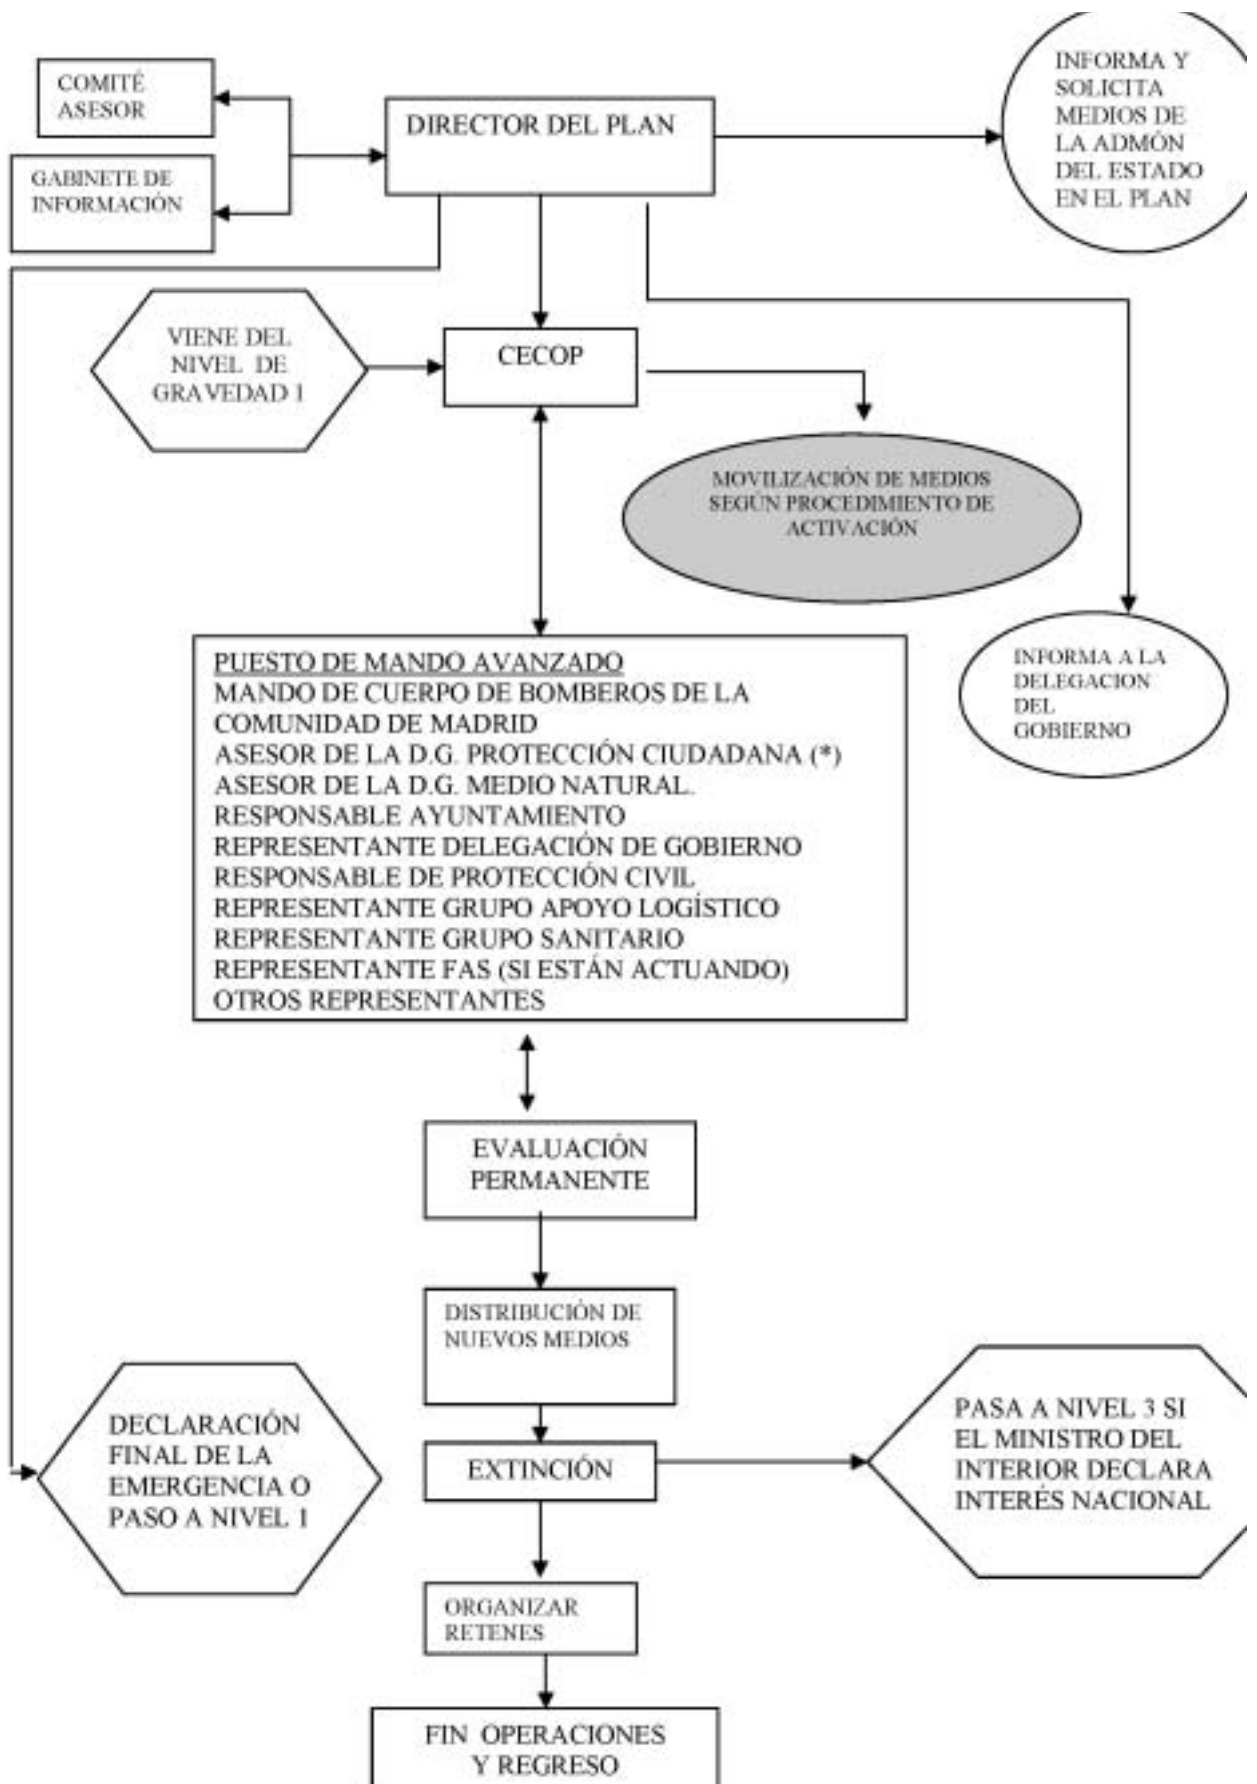 COMITÉ
ASESOR
DIRECTOR DEL PLAN
INFORMA Y
SOLICITA
MEDIOS DE
LA ADMÓN
DEL ESTADO
EN EL PLAN
GABINETE DE
INFORMACIÓN
VIENE DEL
NIVEL DE
GRAVEDAD 1
CECOP
MOVILIZACIÓN DE MEDIOS
SEGÚN PROCEDIMIENTO DE
ACTIVACIÓN
INFORMA A LA
DELEGACION
DEL
GOBIERNO
PUESTO DE MANDO AVANZADO
MANDO DE CUERPO DE BOMBEROS DE LA
COMUNIDAD DE MADRID
ASESOR DE LA D.G. PROTECCIÓN CIUDADANA (*)
ASESOR DE LA D.G. MEDIO NATURAL.
RESPONSABLE AYUNTAMIENTO
REPRESENTANTE DELEGACIÓN DE GOBIERNO
RESPONSABLE DE PROTECCIÓN CIVIL
REPRESENTANTE GRUPO APOYO LOGÍSTICO
REPRESENTANTE GRUPO SANITARIO
REPRESENTANTE FAS (SI ESTÁN ACTUANDO)
OTROS REPRESENTANTES
EVALUACIÓN
PERMANENTE
DISTRIBUCIÓN DE
NUEVOS MEDIOS
DECLARACIÓN
FINAL DE LA
EMERGENCIA O
PASO A NIVEL 1
EXTINCIÓN
PASA A NIVEL 3 SI
EL MINISTRO DEL
INTERIOR DECLARA
INTERÉS NACIONAL
ORGANIZAR
RETENES
FIN OPERACIONES
Y REGRESO